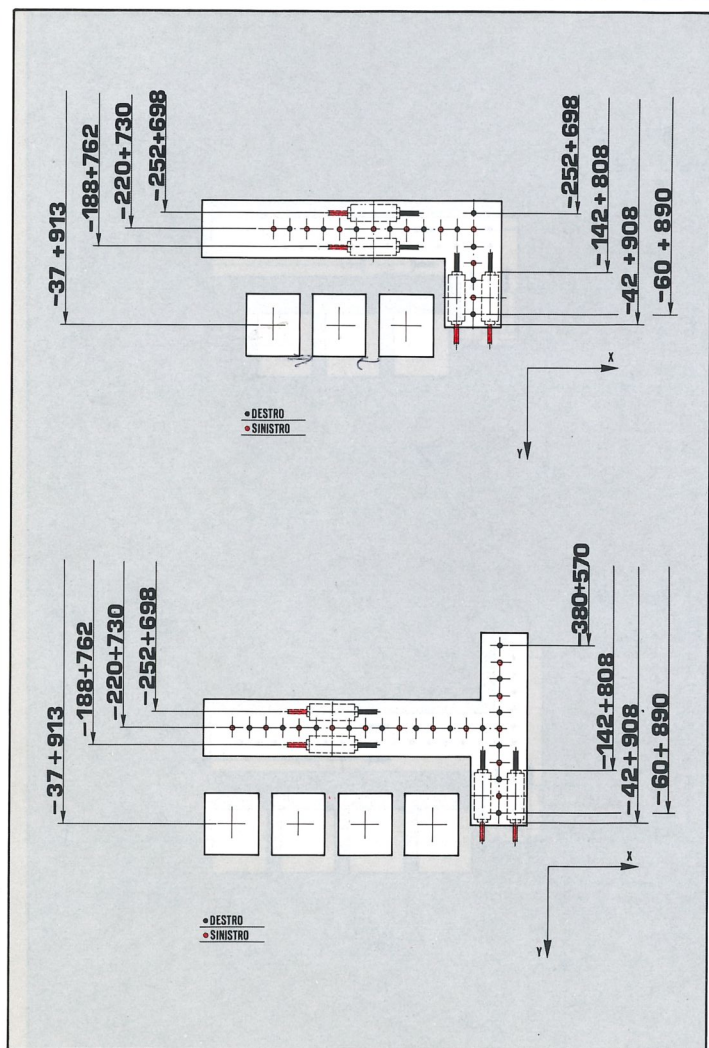 -37 +913
-188+762
-220+730
-252+698
-252+698
-142+808
-42 +908
-60 +890
X
Y
DESTRO
SINISTRO
-37 +913
-188+762
-220+730
-252+698
-380+570
-142+808
-42+908
-60+ 890
X
Y
DESTRO
SINISTRO